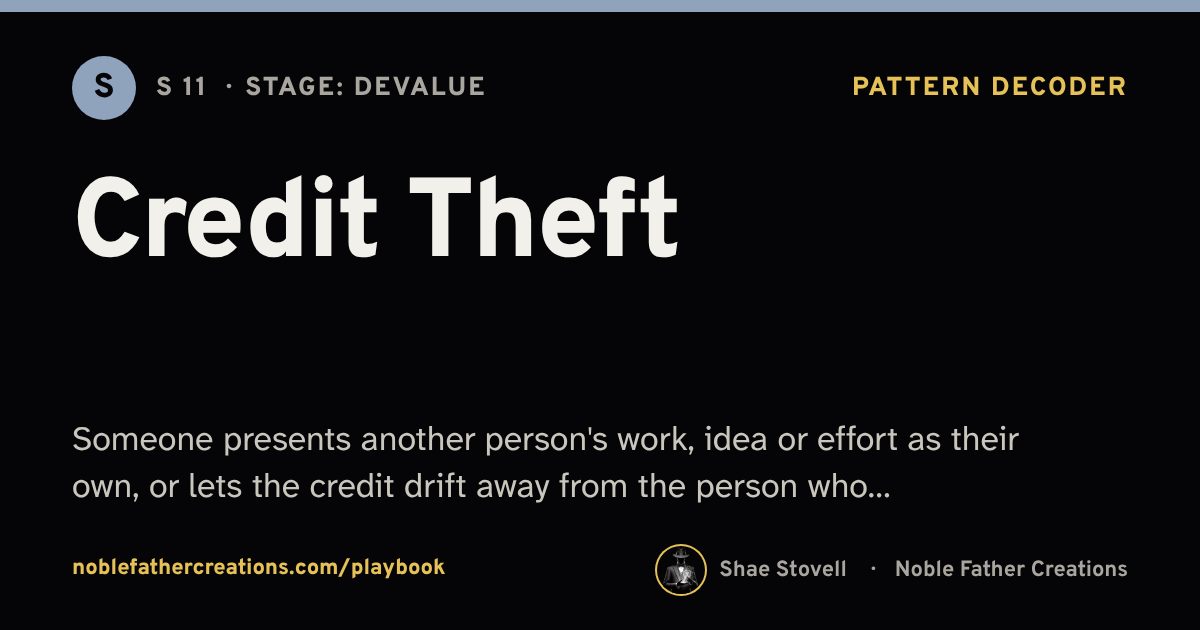 S
S 11 · STAGE: DEVALUE
PATTERN DECODER
Credit Theft
Someone presents another person's work, idea or effort as their
own, or lets the credit drift away from the person who...
noblefathercreations.com/playbook
Shae Stovell · Noble Father Creations